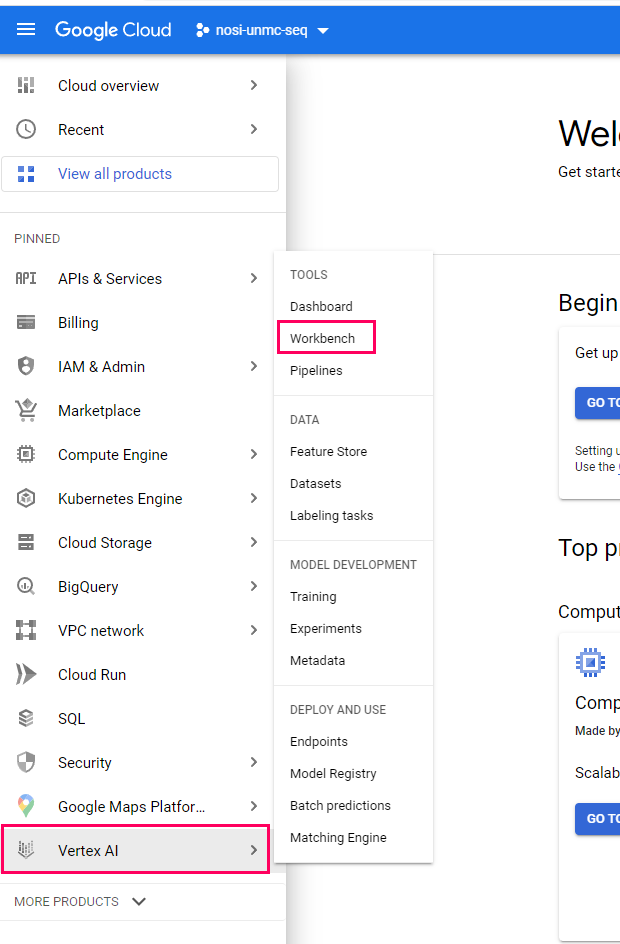 Google Cloud
nosi-unmc-seq
Cloud overview
Recent
View all products
PINNED
API APIs & Services
Billing
IAM & Admin
Marketplace
Compute Engine
Kubernetes Engine
Cloud Storage
BigQuery
VPC network
Cloud Run
SQL
Security
Google Maps Platfor...
Vertex AI
MORE PRODUCTS
TOOLS
Dashboard
Workbench
Pipelines
DATA
Feature Store
Datasets
Labeling tasks
MODEL DEVELOPMENT
Training
Experiments
Metadata
DEPLOY AND USE
Endpoints
Model Registry
Batch predictions
Matching Engine
Wel
Get starte
Begin
Get up
GO TO
Setting u
Use the
Top pr
Comput
Comp
Made by
Scalab
GO TO